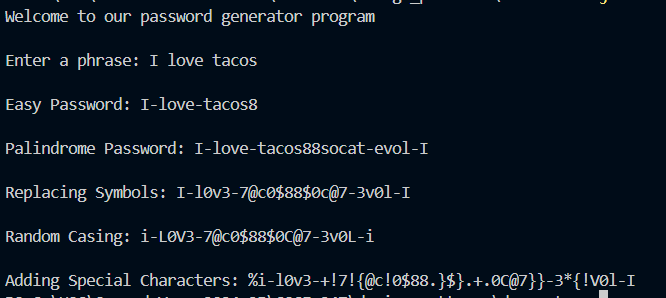 Welcome to our password generator program
Enter a phrase: I love tacos
Easy Password: I-love-tacos8
Palindrome Password: I-love-tacos88socat-evol-I
Replacing Symbols: I-l0v3-7@c0$88$0c@7-3v0l-I
Random Casing: i-L0V3-7@c0$88$0C@7-3v0L-i
Adding Special Characters: %i-l0v3-+!7!{@c!0$88.}$}.+.0C@7}}-3*{!V0l-I